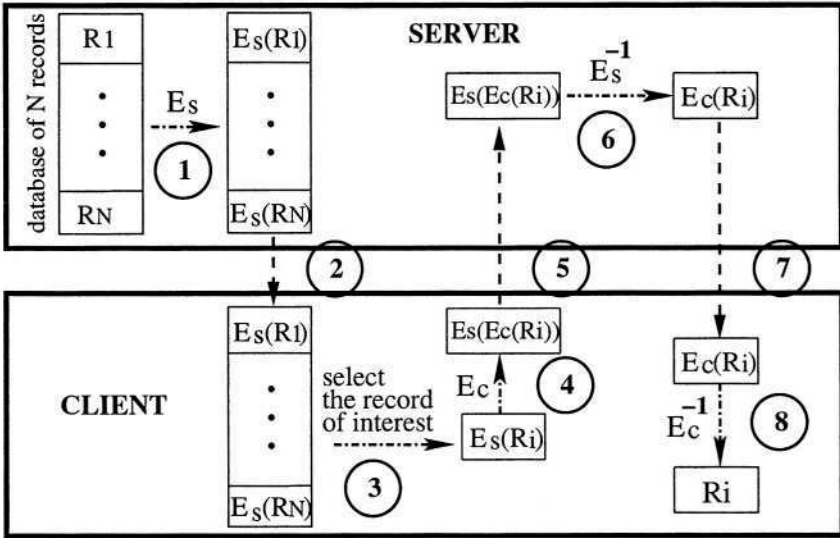 SERVER
database of N records
R1
RN
Es
1
Es(R1)
Es(RN)
Es(Ec(Ri))
Es-1
6
Ec(Ri)
2
5
7
CLIENT
Es(R1)
Es(RN)
select
the record
of interest
3
Es(Ec(Ri))
Ec
4
Es(Ri)
Ec(Ri)
Ec-1
8
Ri